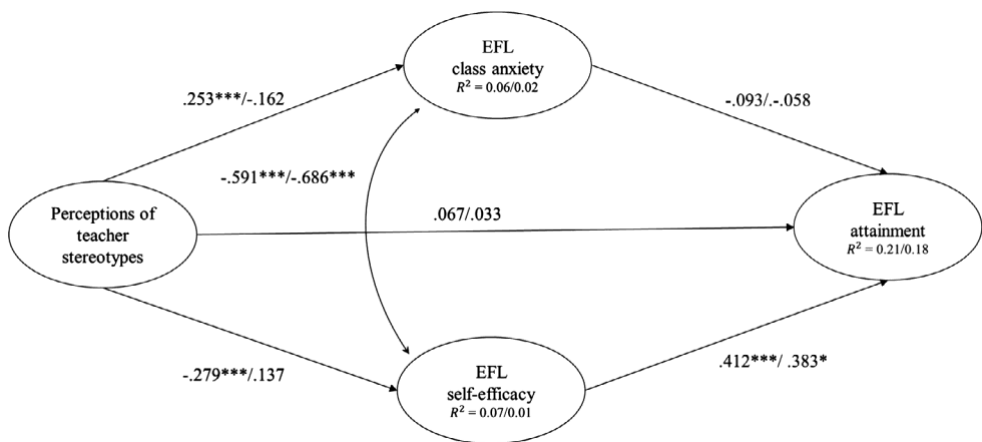 EFL
class anxiety
R² = 0.06/0.02
.253***/-.162
-.093/.-.058
-.591***/-.686***
Perceptions of
teacher
stereotypes
.067/.033
EFL
attainment
R² = 0.21/0.18
-.279***/.137
EFL
self-efficacy
R² = 0.07/0.01
.412***/ .383*